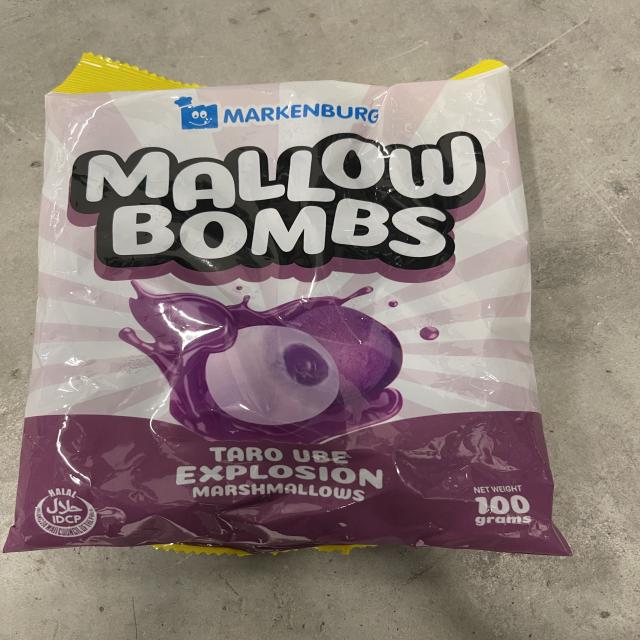 MARKENBURG
MALLOW
BOMBS
TARO UBE
EXPLOSION
MARSHMALLOWS
HALAL
حلال
IDCP
NET WEIGHT
100
grams